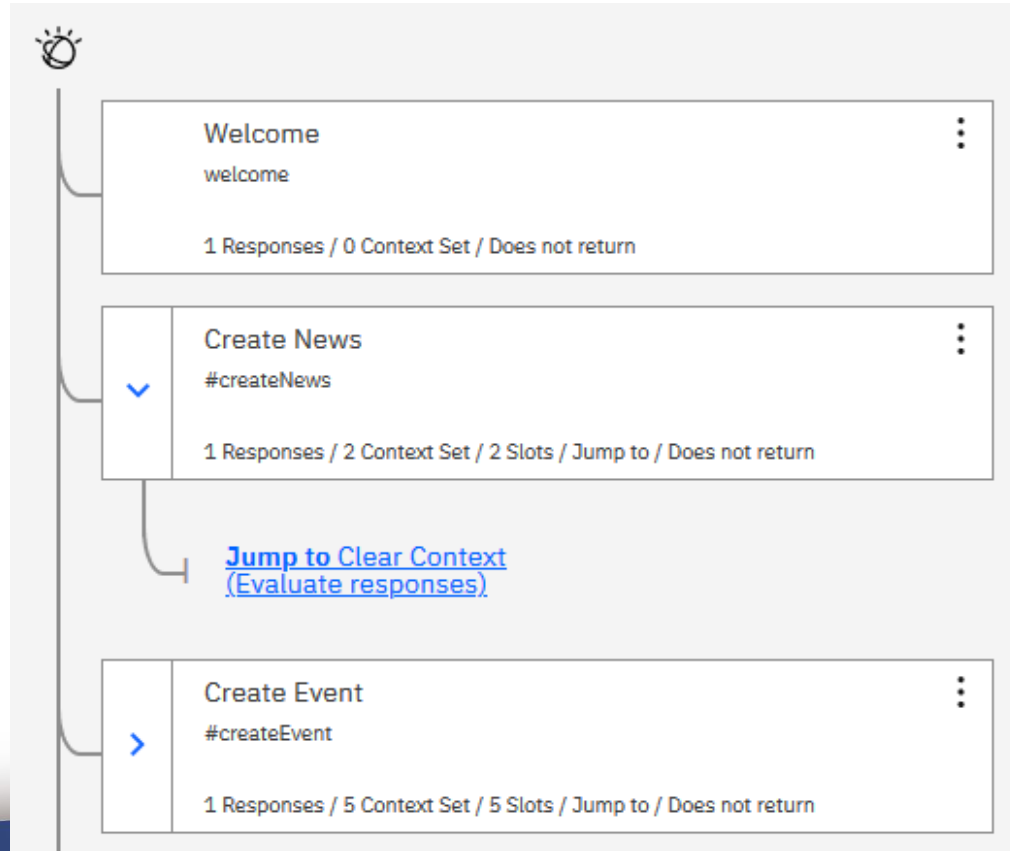 Welcome
welcome
1 Responses / 0 Context Set / Does not return
Create News
#createNews
1 Responses / 2 Context Set / 2 Slots / Jump to / Does not return
Jump to Clear Context
(Evaluate responses)
Create Event
#createEvent
1 Responses / 5 Context Set / 5 Slots / Jump to / Does not return